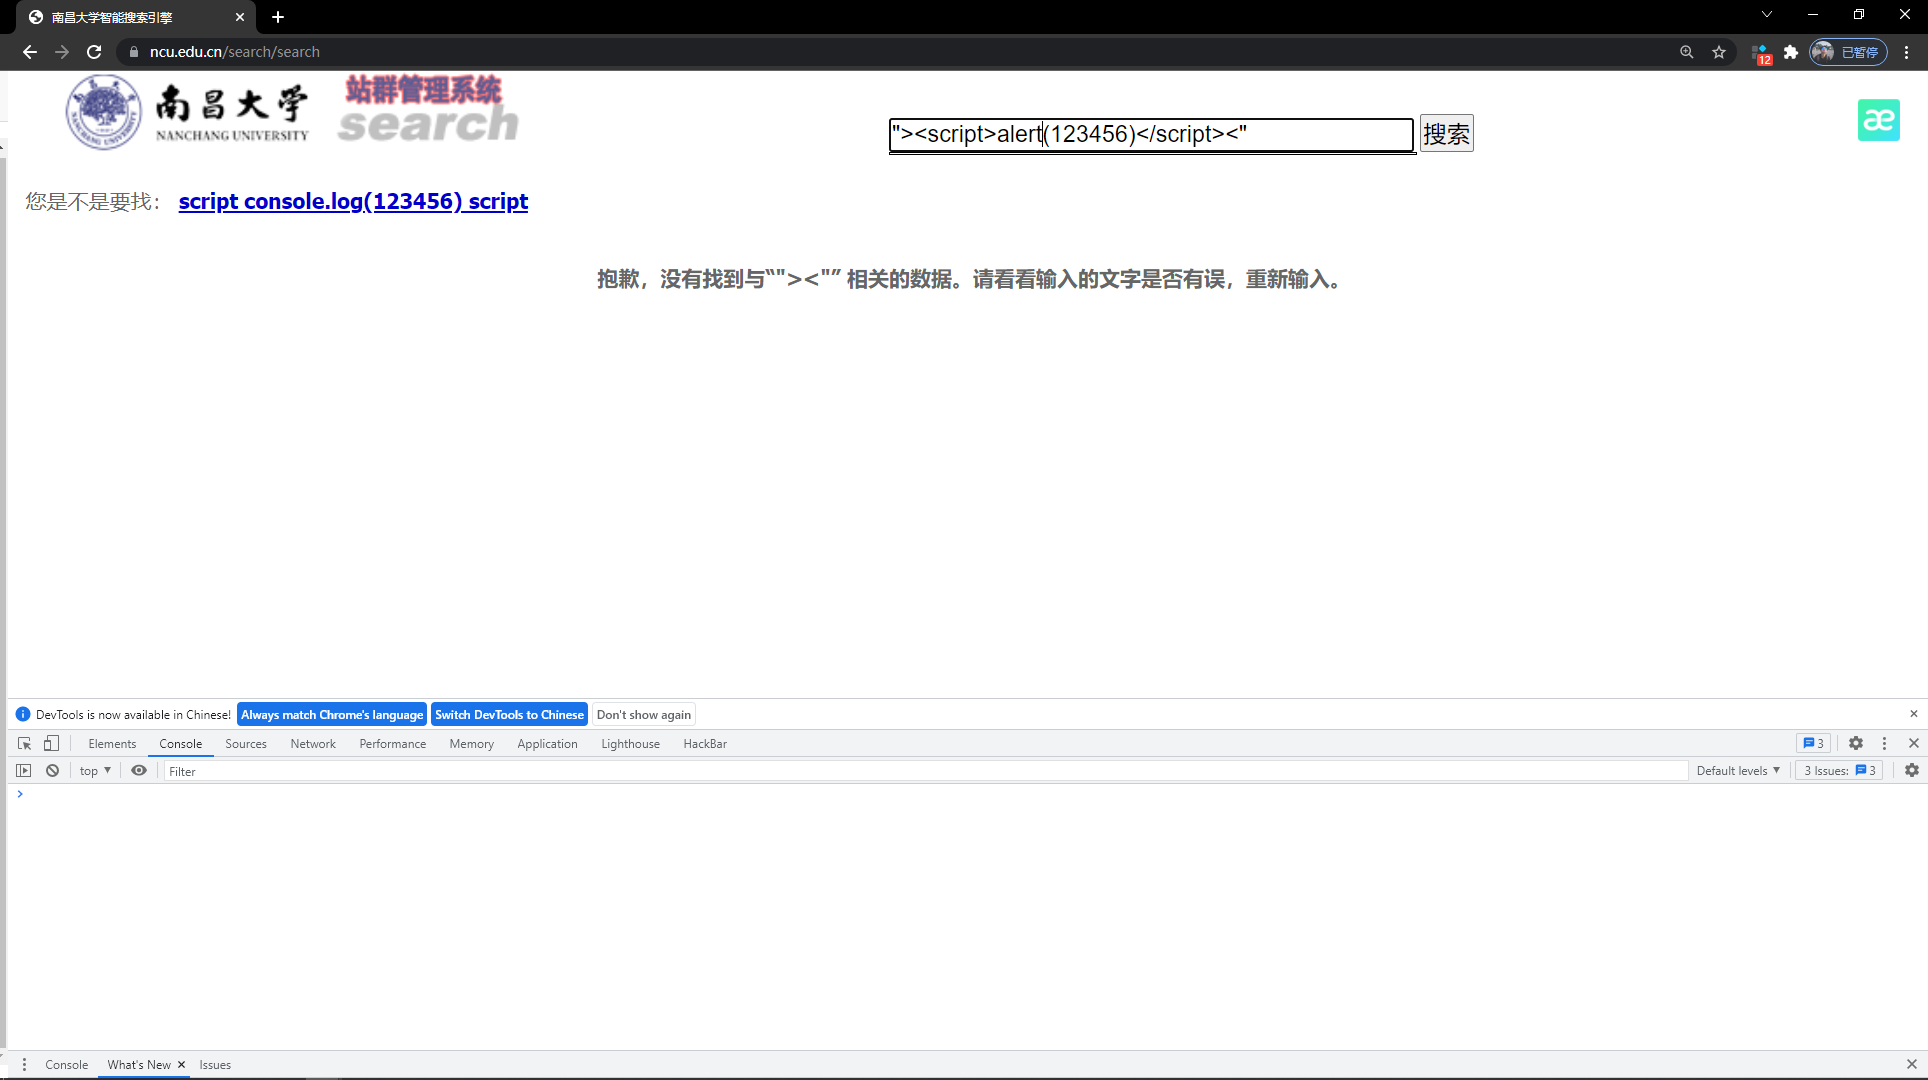 南昌大学智能搜索引擎
ncu.edu.cn/search/search
12
已暂停
南昌大学
NANCHANG UNIVERSITY
站群管理系统
search
"><script>alert(123456)</script><"
搜索
æ
您是不是要找： script console.log(123456) script
抱歉，没有找到与“"><"” 相关的数据。请看看输入的文字是否有误，重新输入。
DevTools is now available in Chinese! Always match Chrome's language Switch DevTools to Chinese Don't show again
Elements Console Sources Network Performance Memory Application Lighthouse HackBar 3
top Filter Default levels 3 Issues: 3
Console What's New Issues